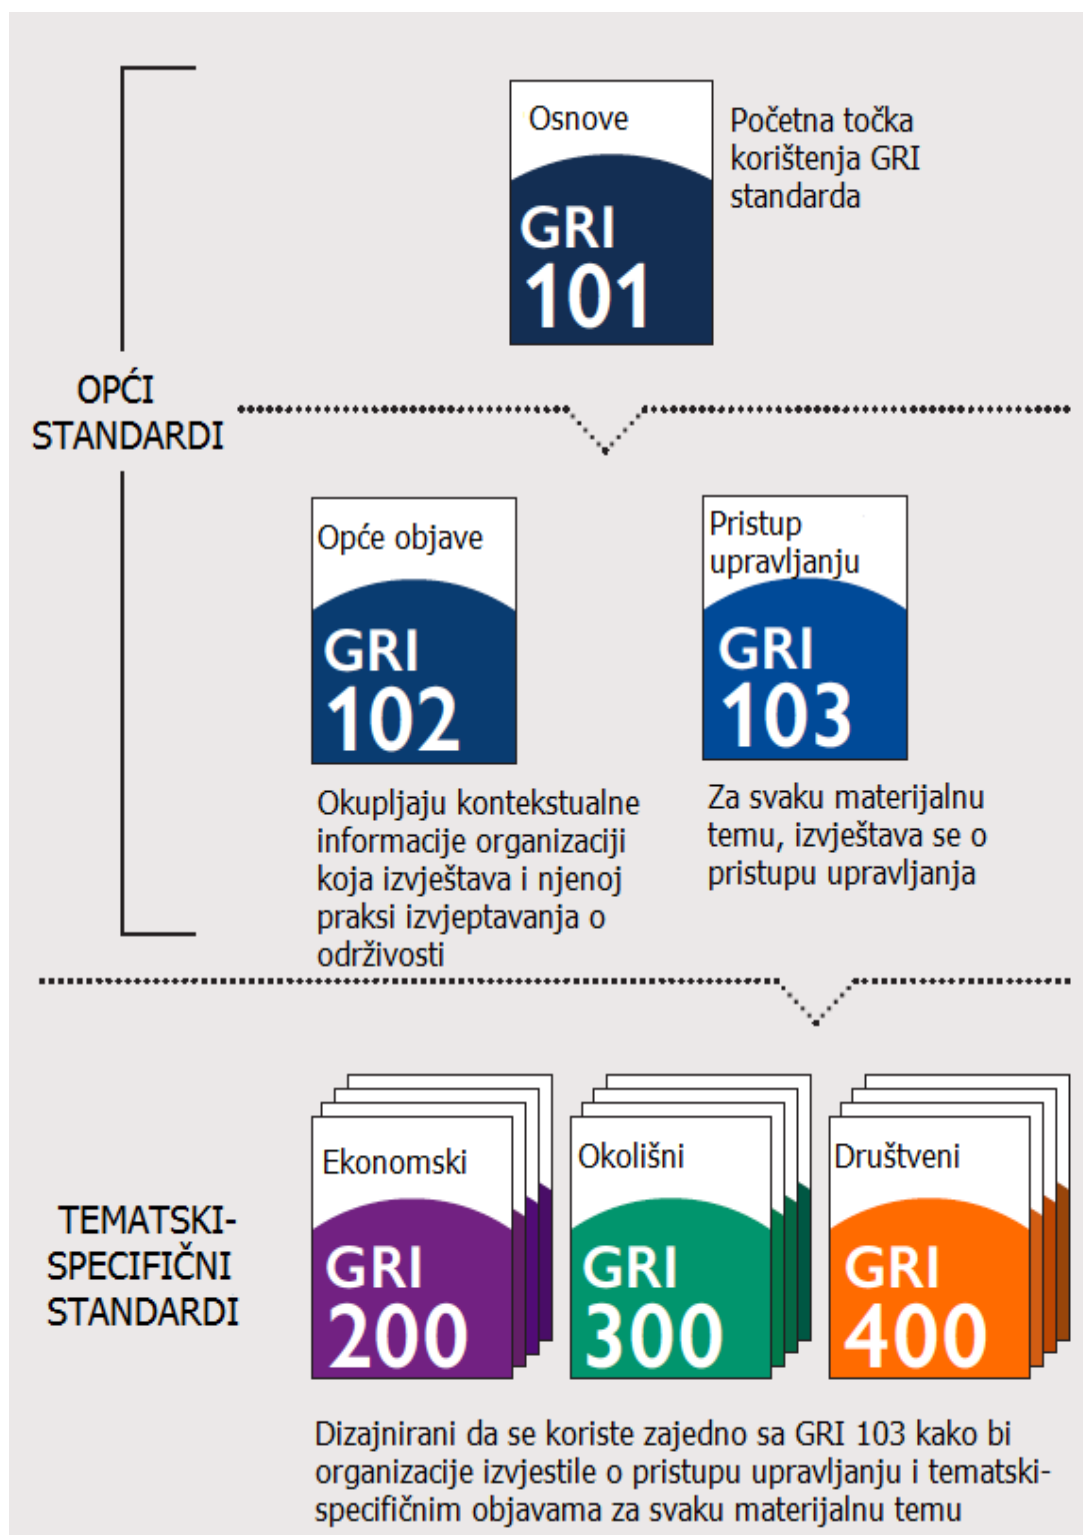 Osnove
GRI
101
Početna točka
korištenja GRI
standarda
OPĆI
STANDARDI
Opće objave
GRI
102
Okupljaju kontekstualne
informacije organizaciji
koja izvještava i njenoj
praksi izvjeptavanja o
održivosti
Pristup
upravljanju
GRI
103
Za svaku materijalnu
temu, izvještava se o
pristupu upravljanja
TEMATSKI-
SPECIFIČNI
STANDARDI
Ekonomski
GRI
200
Okolišni
GRI
300
Društveni
GRI
400
Dizajnirani da se koriste zajedno sa GRI 103 kako bi
organizacije izvjestile o pristupu upravljanju i tematski-
specifičnim objavama za svaku materijalnu temu